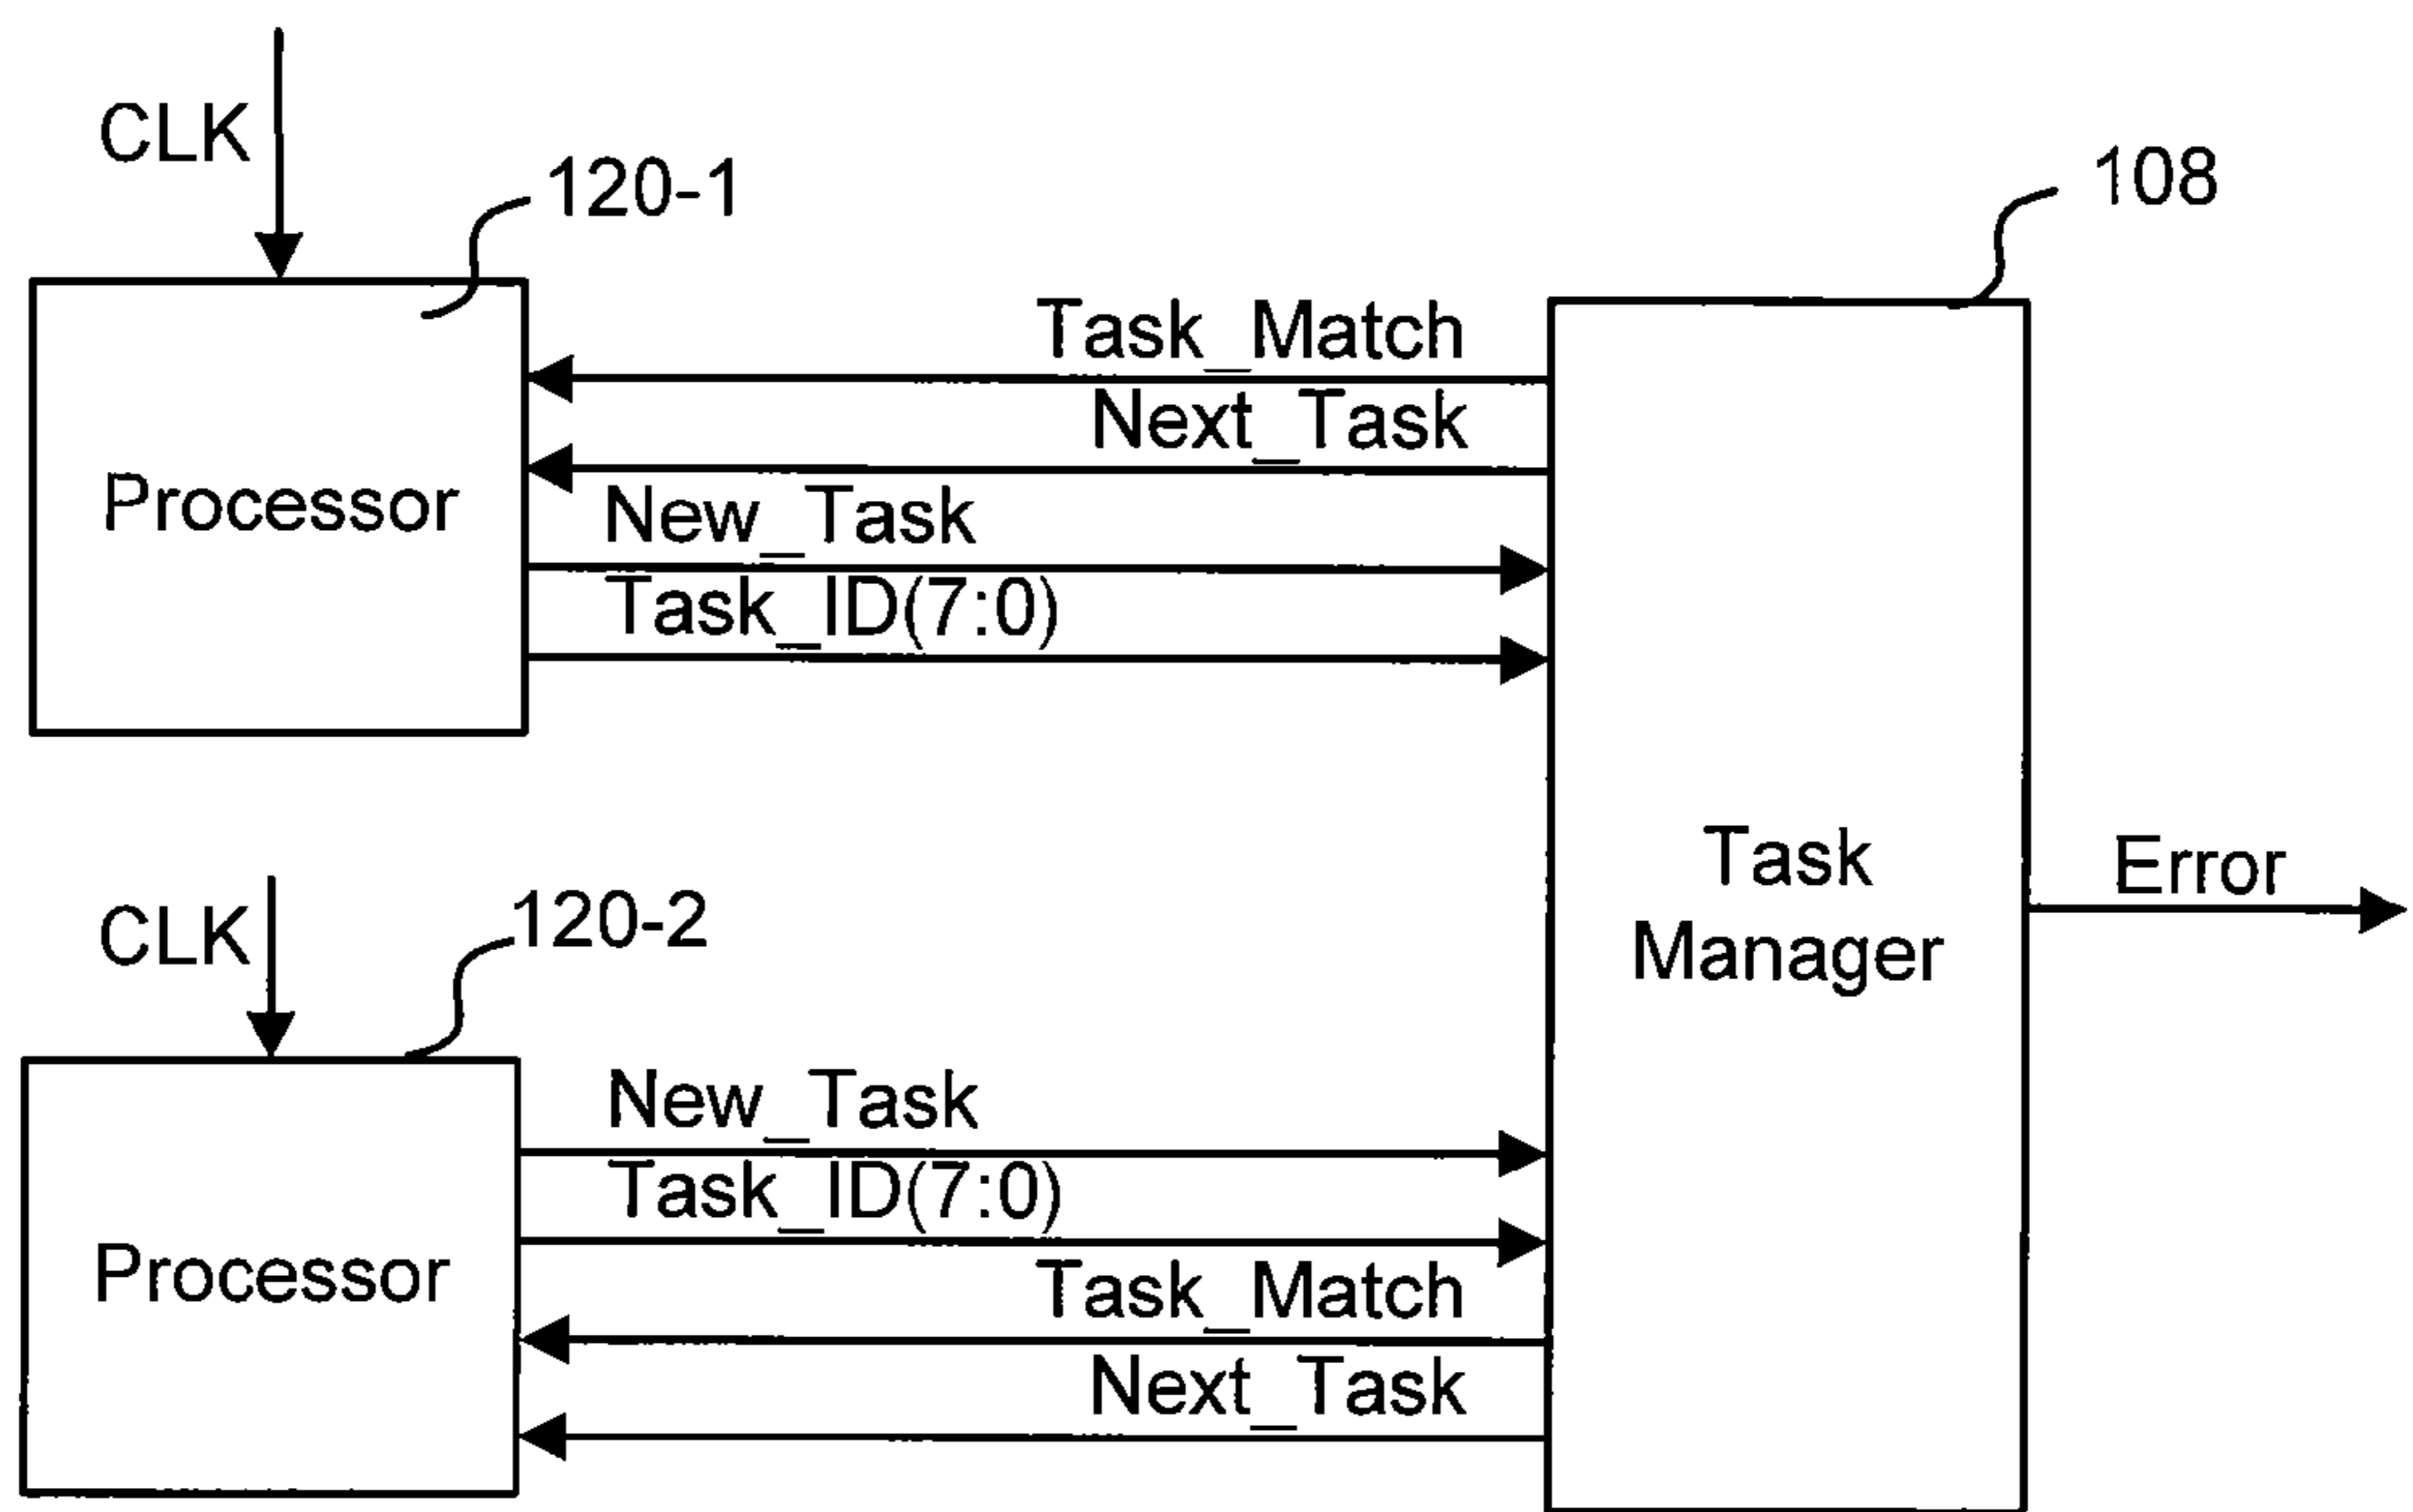 CLK
120-1
108
Task_Match
Next_Task
Processor
New_Task
Task_ID(7:0)
Task
Manager
Error
CLK
120-2
New_Task
Task_ID(7:0)
Processor
Task_Match
Next_Task